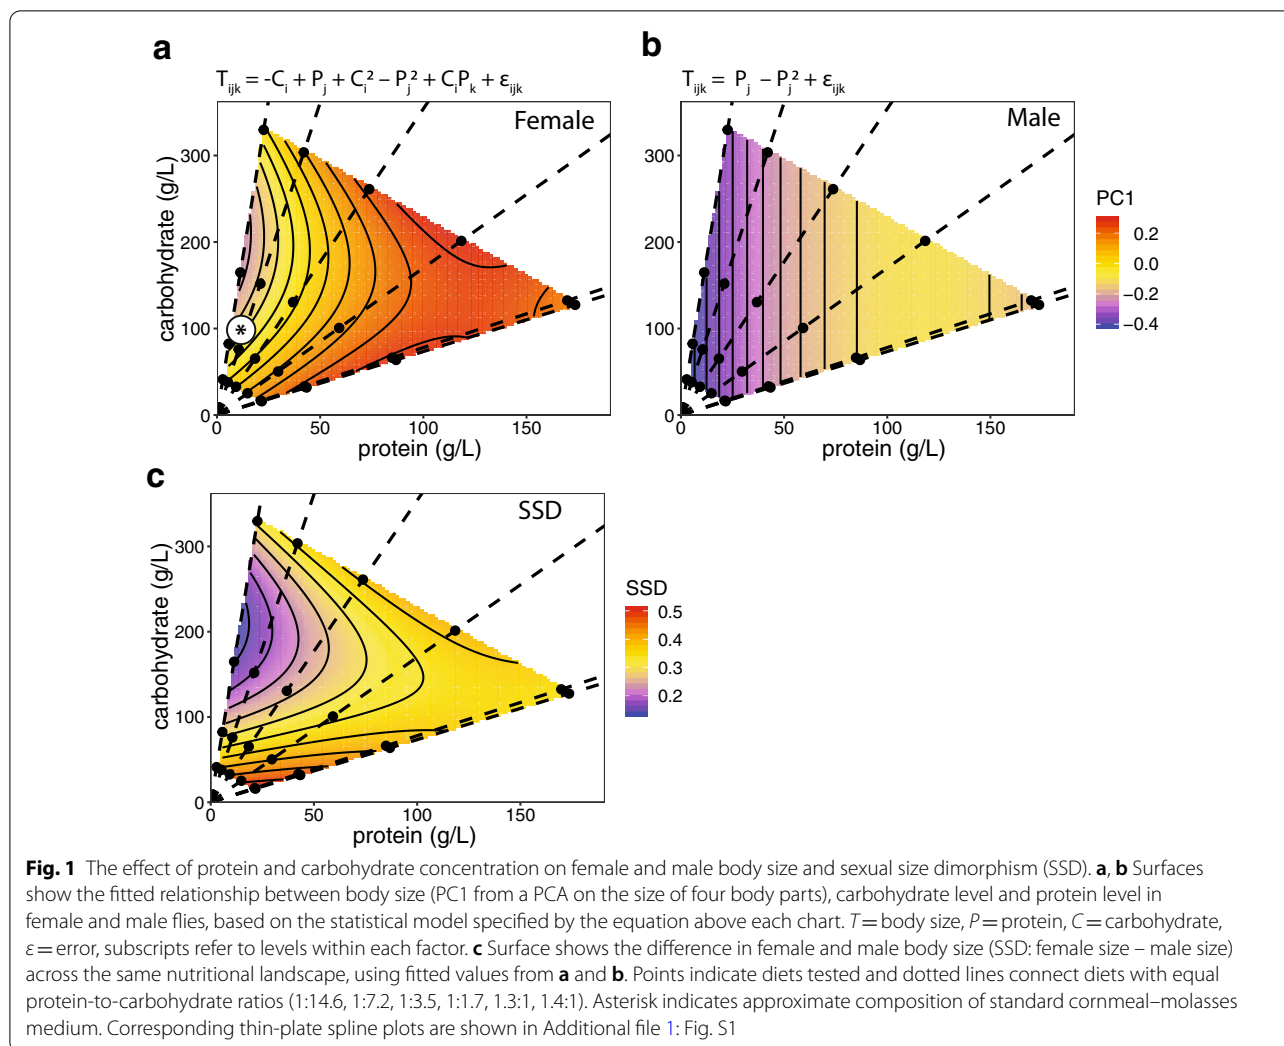 a
b
T_ijk = -C_i + P_j + C_i² – P_j² + C_iP_k + ε_ijk
T_ijk = P_j – P_j² + ε_ijk
Female
Male
carbohydrate (g/L)
300
200
100
0
*
0 50 100 150
protein (g/L)
300
200
100
0
0 50 100 150
protein (g/L)
PC1
0.2
0.0
−0.2
−0.4
c
SSD
carbohydrate (g/L)
300
200
100
0
0 50 100 150
protein (g/L)
SSD
0.5
0.4
0.3
0.2
Fig. 1 The effect of protein and carbohydrate concentration on female and male body size and sexual size dimorphism (SSD). a, b Surfaces
show the fitted relationship between body size (PC1 from a PCA on the size of four body parts), carbohydrate level and protein level in
female and male flies, based on the statistical model specified by the equation above each chart. T = body size, P = protein, C = carbohydrate,
ε = error, subscripts refer to levels within each factor. c Surface shows the difference in female and male body size (SSD: female size – male size)
across the same nutritional landscape, using fitted values from a and b. Points indicate diets tested and dotted lines connect diets with equal
protein-to-carbohydrate ratios (1:14.6, 1:7.2, 1:3.5, 1:1.7, 1.3:1, 1.4:1). Asterisk indicates approximate composition of standard cornmeal–molasses
medium. Corresponding thin-plate spline plots are shown in Additional file 1: Fig. S1